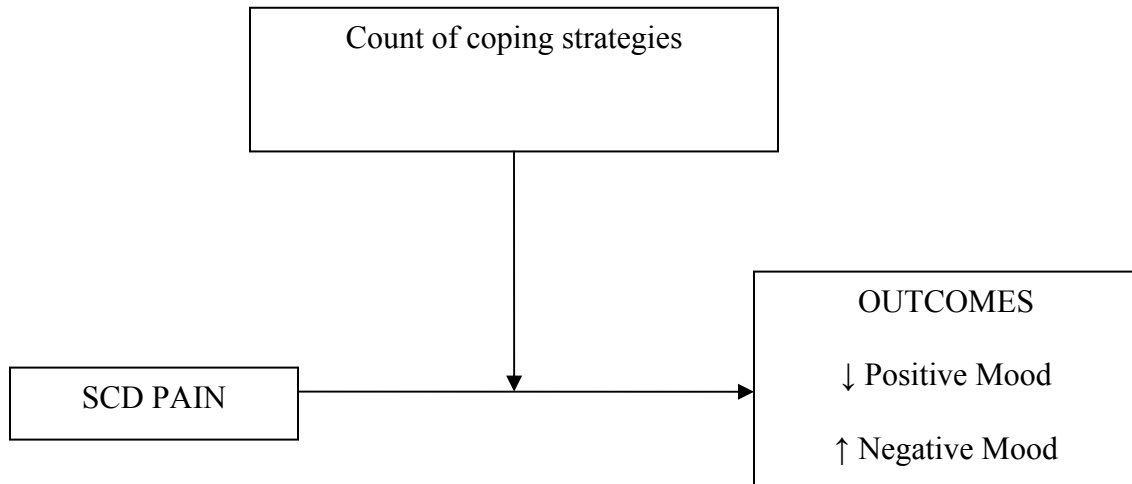 Count of coping strategies
SCD PAIN
OUTCOMES
↓ Positive Mood
↑ Negative Mood